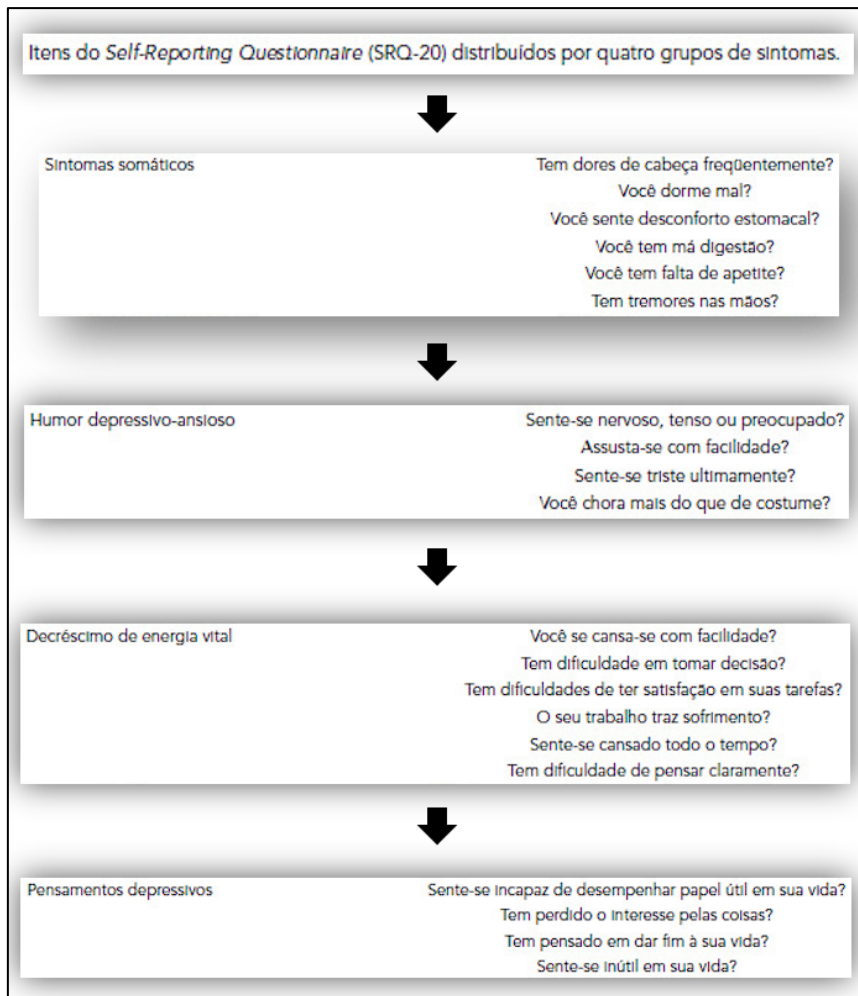 Itens do Self-Reporting Questionnaire (SRQ-20) distribuídos por quatro grupos de sintomas.
Sintomas somáticos
Tem dores de cabeça freqüentemente?
Você dorme mal?
Você sente desconforto estomacal?
Você tem má digestão?
Você tem falta de apetite?
Tem tremores nas mãos?
Humor depressivo-ansioso
Sente-se nervoso, tenso ou preocupado?
Assusta-se com facilidade?
Sente-se triste ultimamente?
Você chora mais do que de costume?
Decréscimo de energia vital
Você se cansa-se com facilidade?
Tem dificuldade em tomar decisão?
Tem dificuldades de ter satisfação em suas tarefas?
O seu trabalho traz sofrimento?
Sente-se cansado todo o tempo?
Tem dificuldade de pensar claramente?
Pensamentos depressivos
Sente-se incapaz de desempenhar papel útil em sua vida?
Tem perdido o interesse pelas coisas?
Tem pensado em dar fim à sua vida?
Sente-se inútil em sua vida?